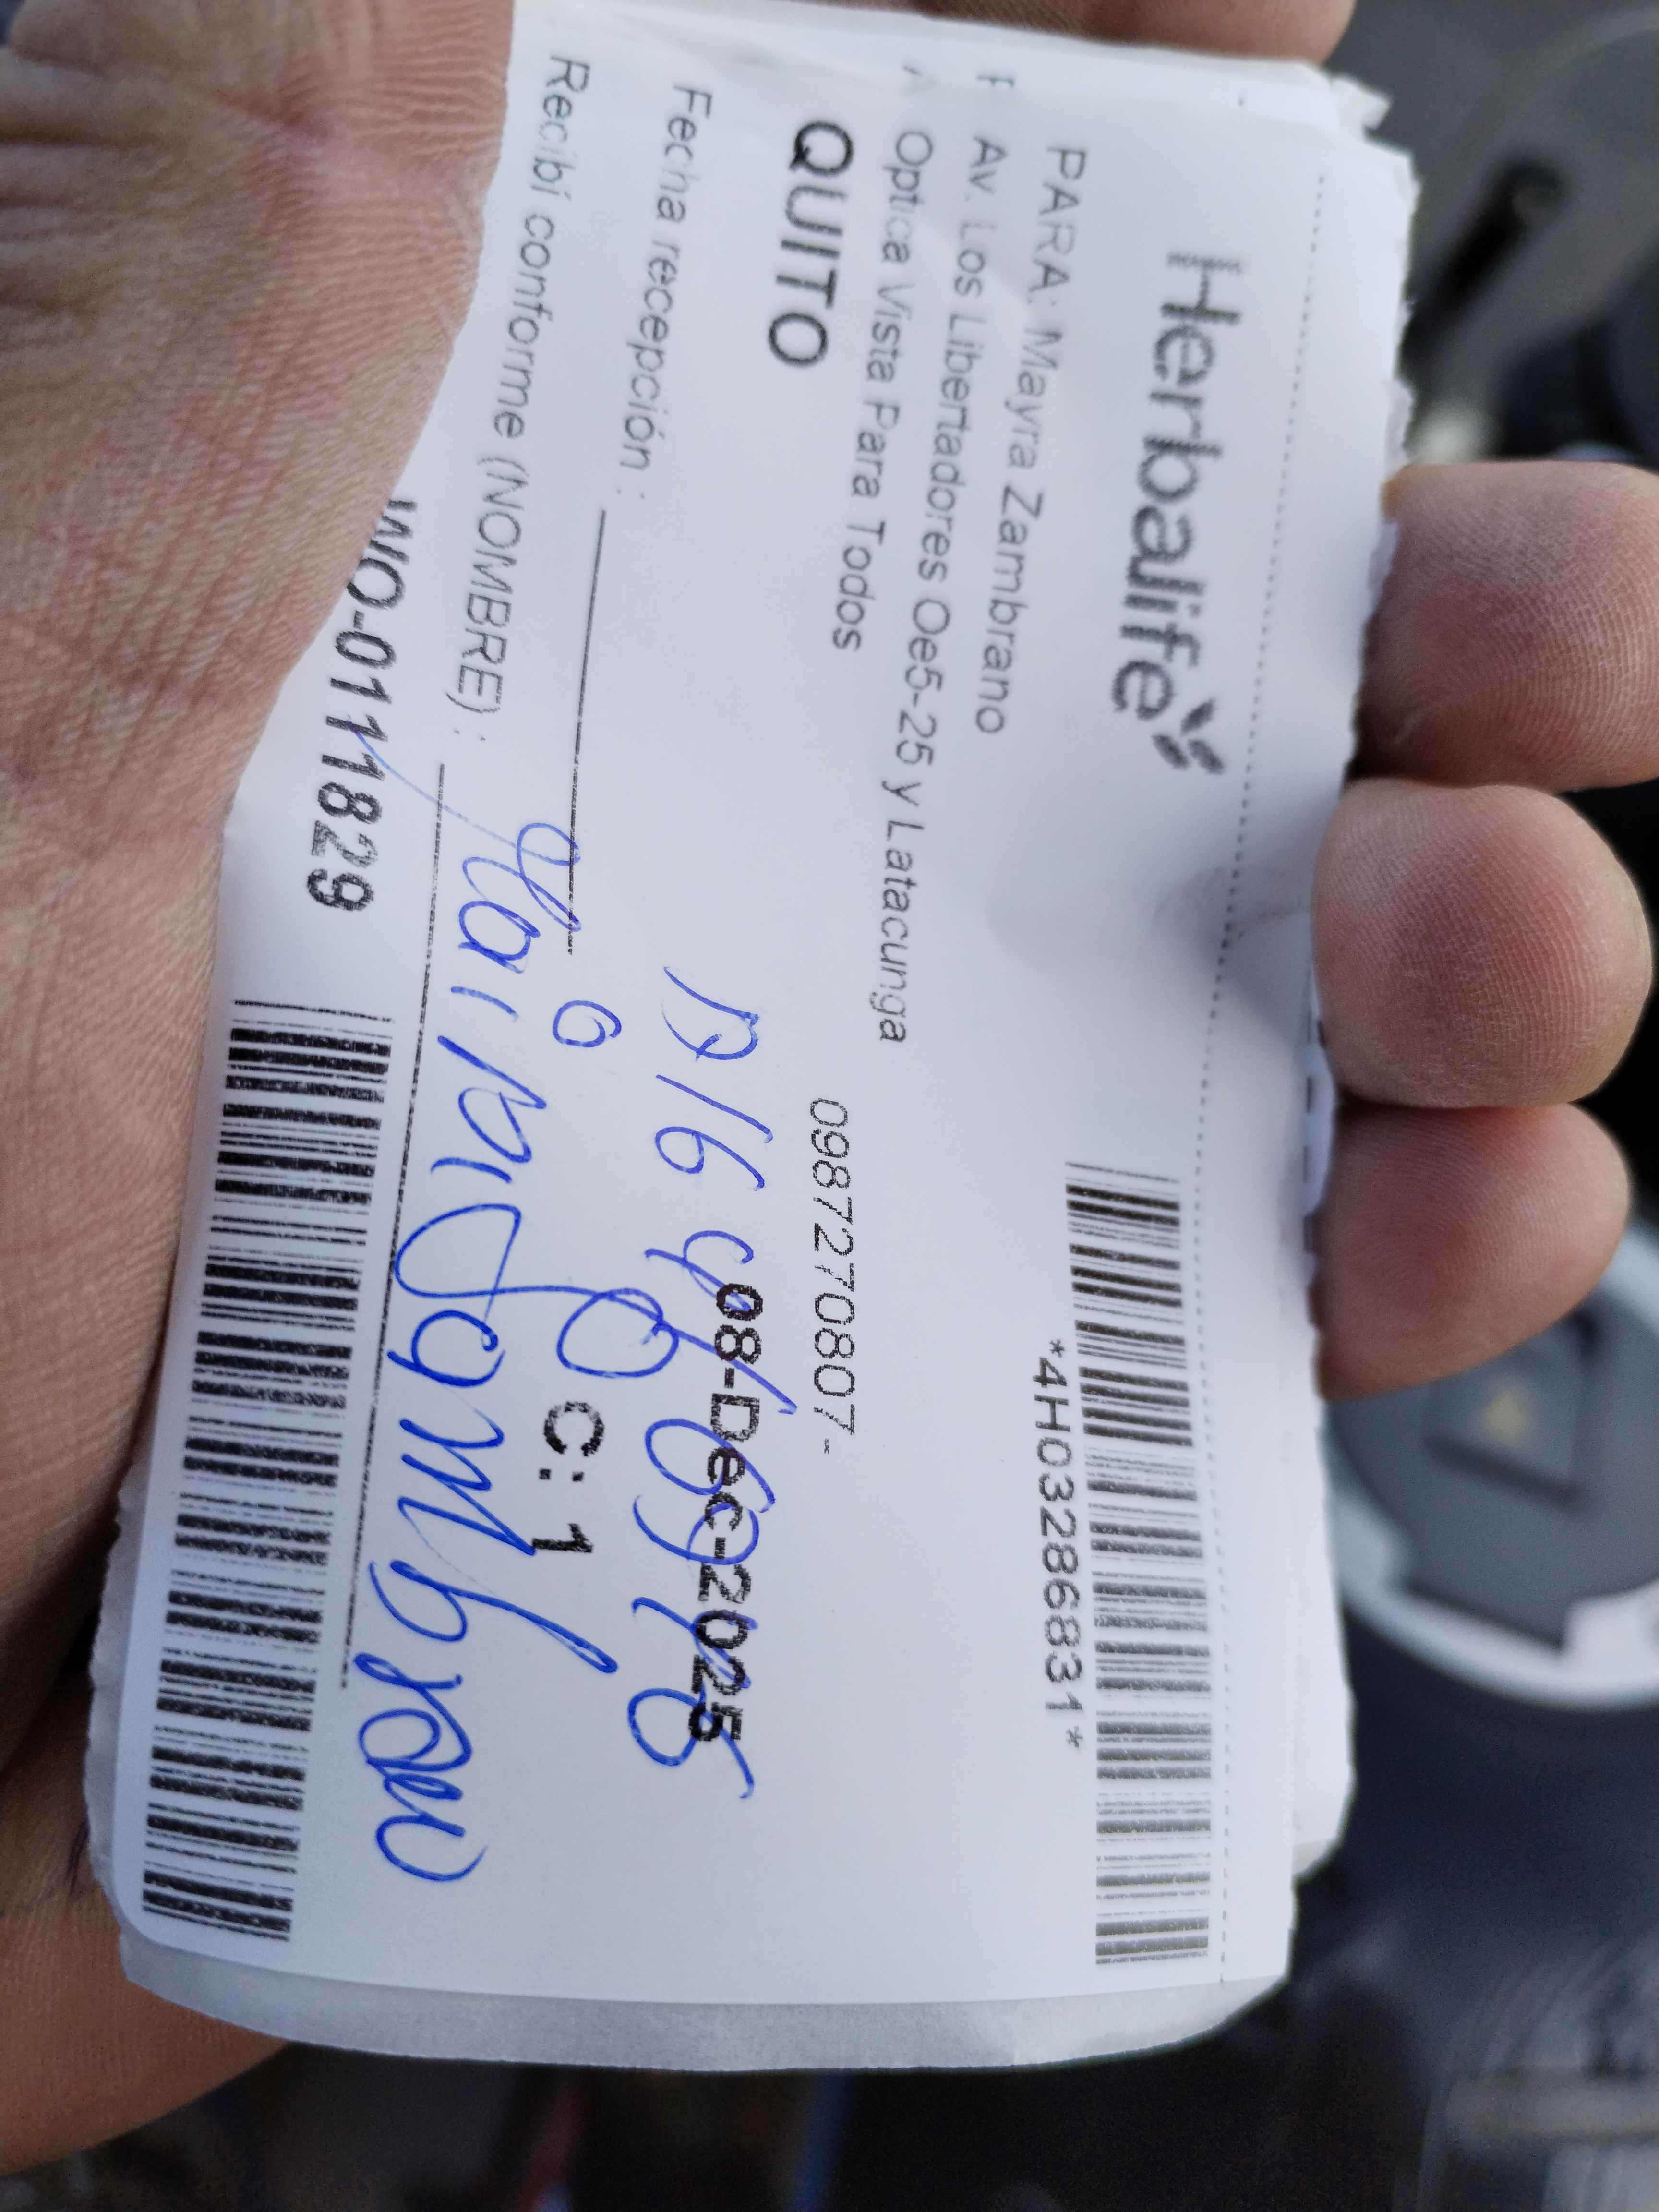 Herbalife
*4H03286831*
PARA: Mayra Zambrano
Av. Los Libertadores Oe5-25 y Latacunga
Optica Vista Para Todos
0987270807-
QUITO
08-Dec-2025
Fecha recepción :
C: 1
Recibí conforme (NOMBRE) :
WO-0111829